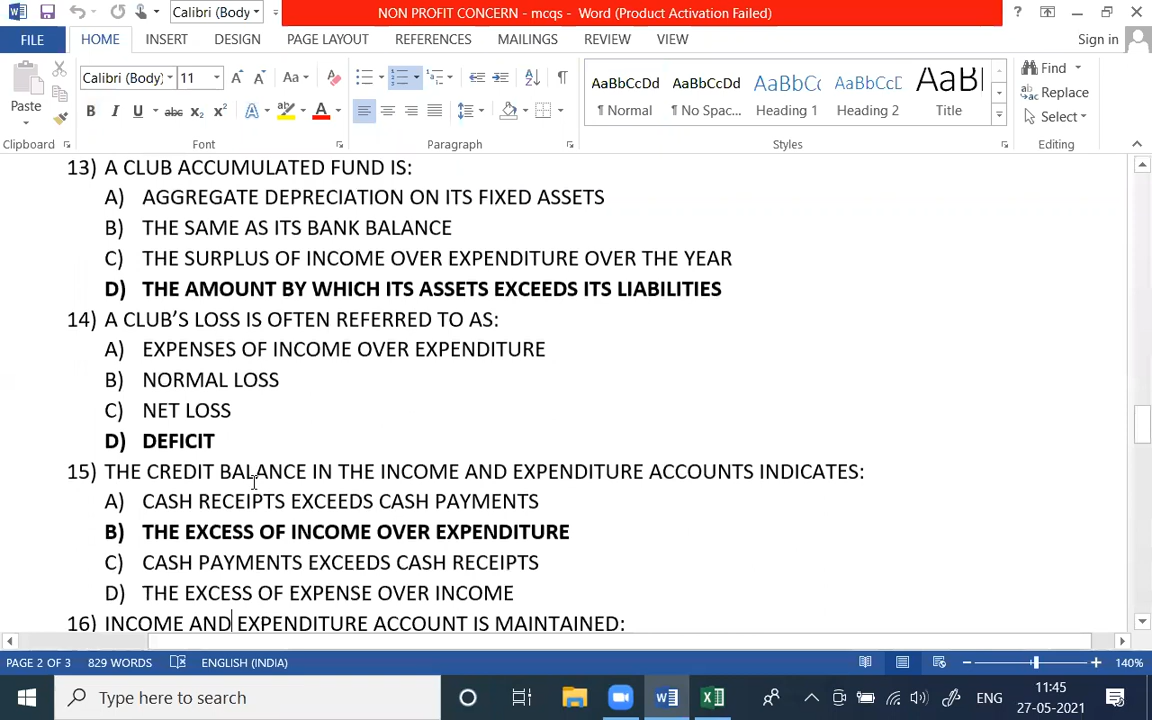 Calibri (Body
NON PROFIT CONCERN - mcqs - Word (Product Activation Failed)
FILE HOME INSERT DESIGN PAGE LAYOUT REFERENCES MAILINGS REVIEW VIEW Sign in
Paste
Calibri (Body) 11
AaBbCcDd AaBbCcDd AaBbCc AaBbCcD AaBl
¶ Normal ¶ No Spac... Heading 1 Heading 2 Title
Find
Replace
Select
Clipboard Font Paragraph Styles Editing
13) A CLUB ACCUMULATED FUND IS:
A) AGGREGATE DEPRECIATION ON ITS FIXED ASSETS
B) THE SAME AS ITS BANK BALANCE
C) THE SURPLUS OF INCOME OVER EXPENDITURE OVER THE YEAR
D) THE AMOUNT BY WHICH ITS ASSETS EXCEEDS ITS LIABILITIES
14) A CLUB’S LOSS IS OFTEN REFERRED TO AS:
A) EXPENSES OF INCOME OVER EXPENDITURE
B) NORMAL LOSS
C) NET LOSS
D) DEFICIT
15) THE CREDIT BALANCE IN THE INCOME AND EXPENDITURE ACCOUNTS INDICATES:
A) CASH RECEIPTS EXCEEDS CASH PAYMENTS
B) THE EXCESS OF INCOME OVER EXPENDITURE
C) CASH PAYMENTS EXCEEDS CASH RECEIPTS
D) THE EXCESS OF EXPENSE OVER INCOME
16) INCOME AND EXPENDITURE ACCOUNT IS MAINTAINED:
PAGE 2 OF 3 829 WORDS ENGLISH (INDIA) 140%
Type here to search
ENG
11:45
27-05-2021